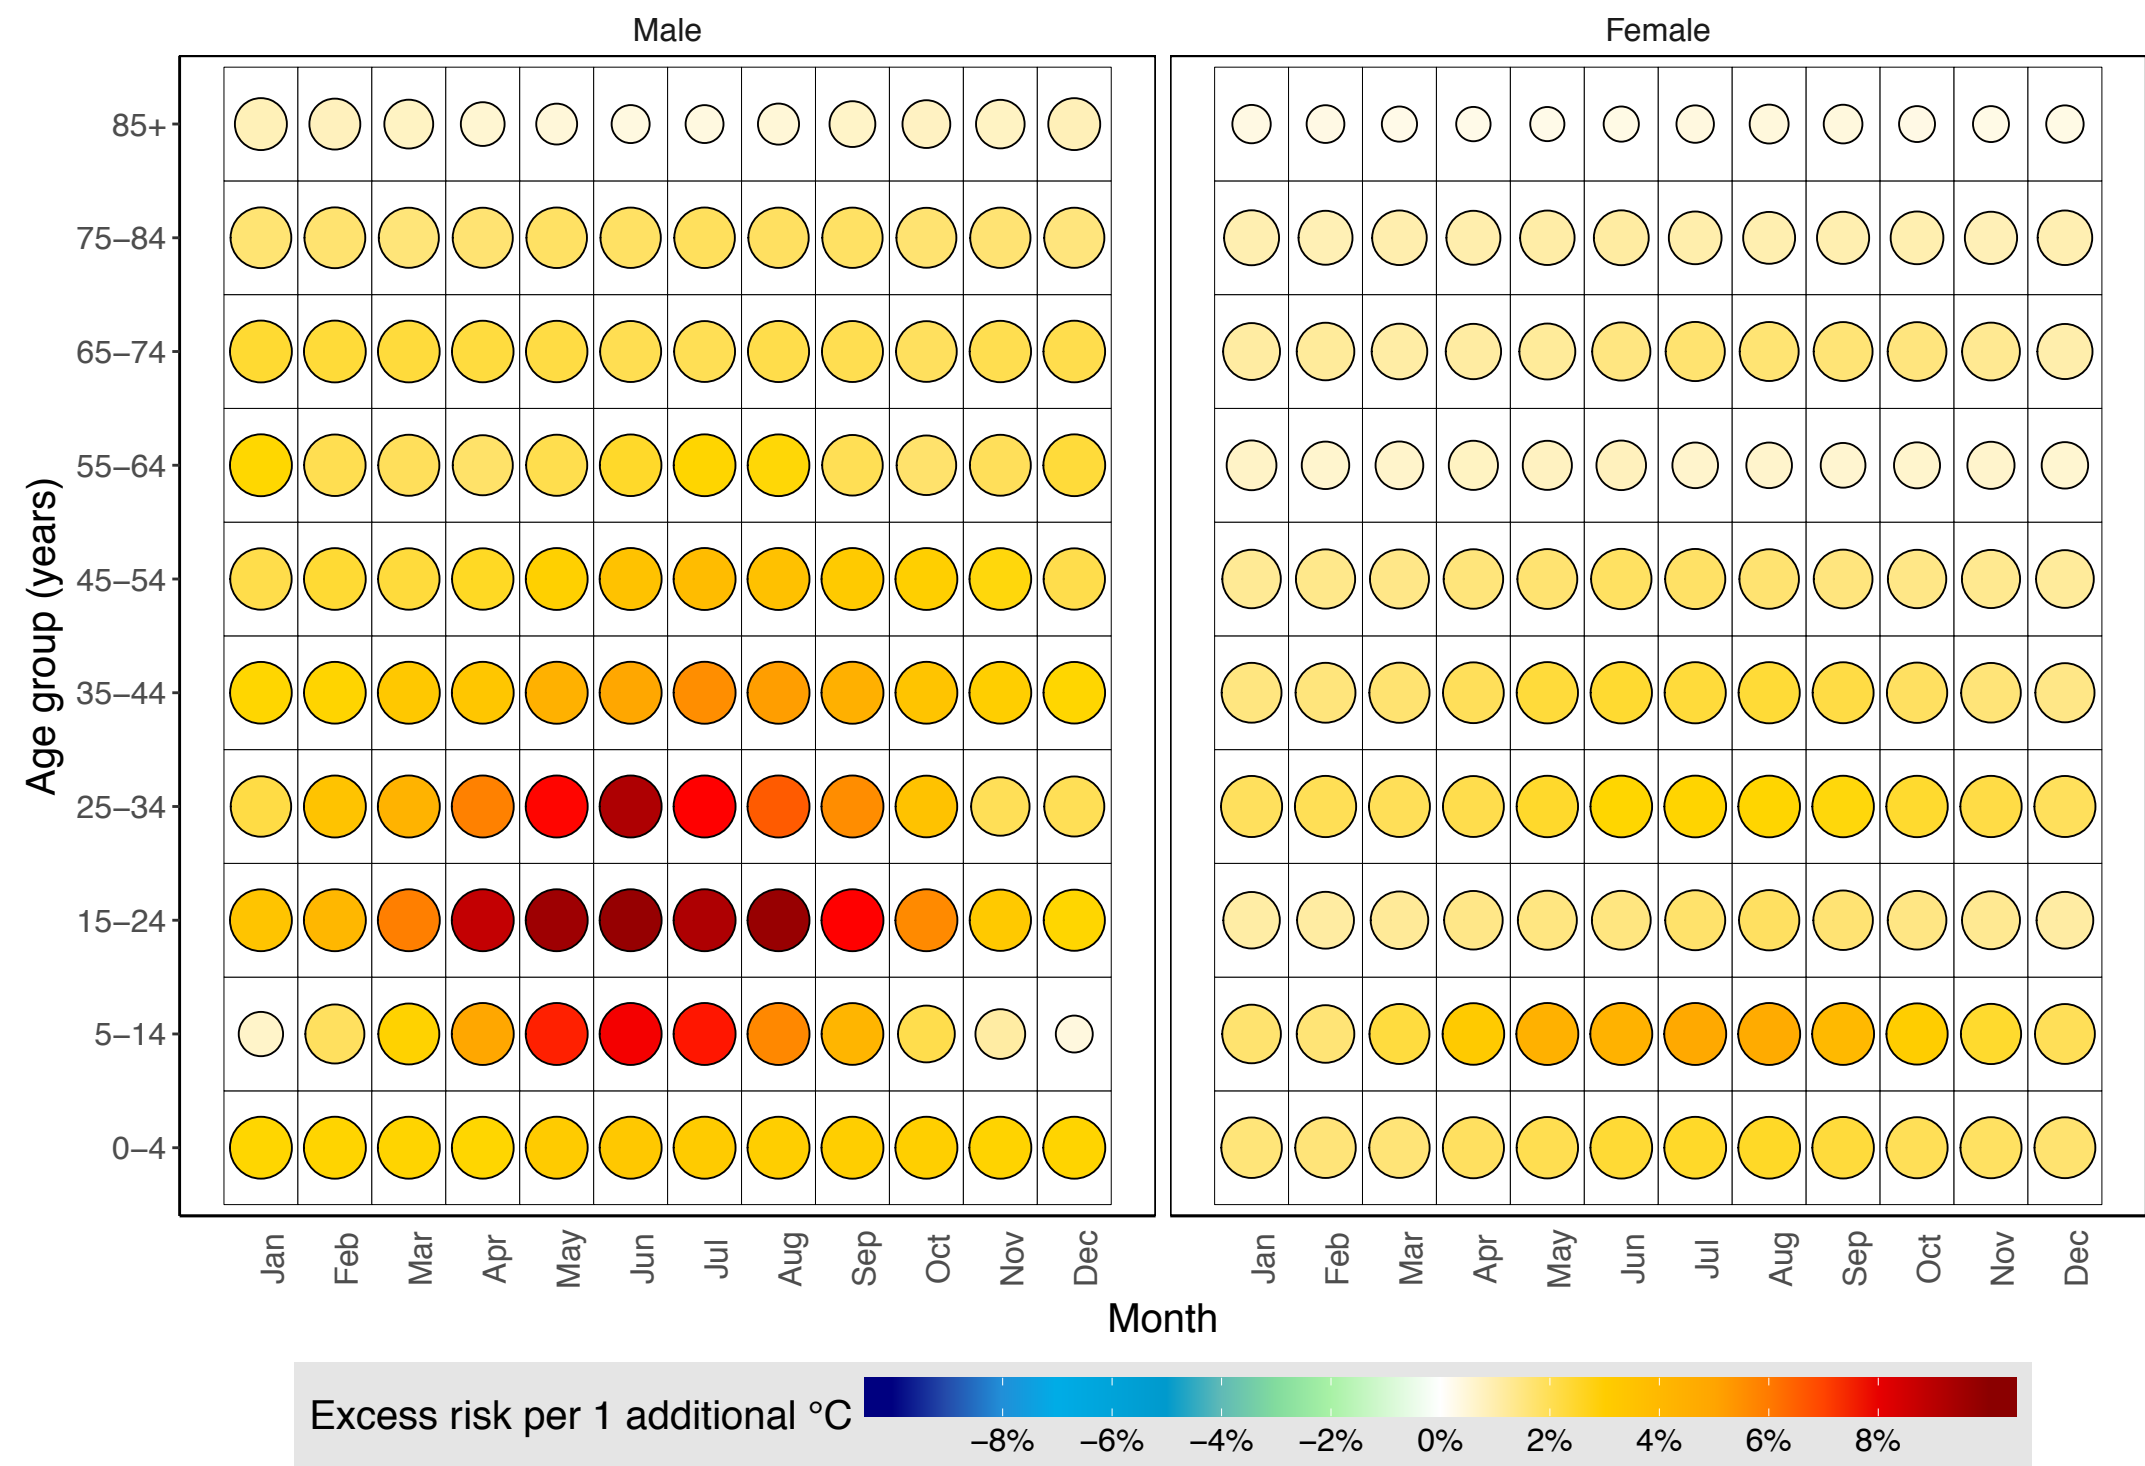 Male Female
85+
75−84
65−74
55−64
45−54
35−44
25−34
15−24
5−14
0−4
Age group (years)
Jan Feb Mar Apr May Jun Jul Aug Sep Oct Nov Dec Jan Feb Mar Apr May Jun Jul Aug Sep Oct Nov Dec
Month
Excess risk per 1 additional °C
−8% −6% −4% −2% 0% 2% 4% 6% 8%